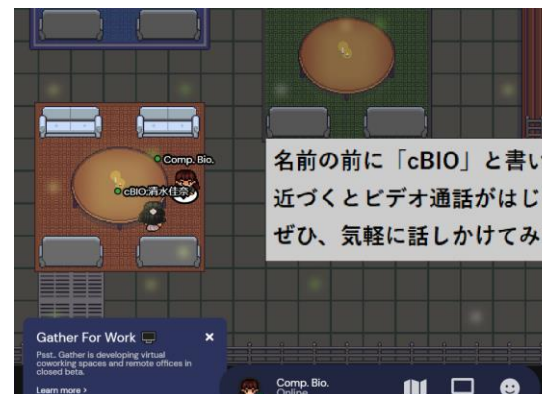 Comp. Bio.
cBIO:清水佳奈
名前の前に「cBIO」と書い
近づくとビデオ通話がはじ
ぜひ、気軽に話しかけてみ
Gather For Work
Psst.. Gather is developing virtual
coworking spaces and remote offices in
closed beta.
Learn more >
Comp. Bio.
Online